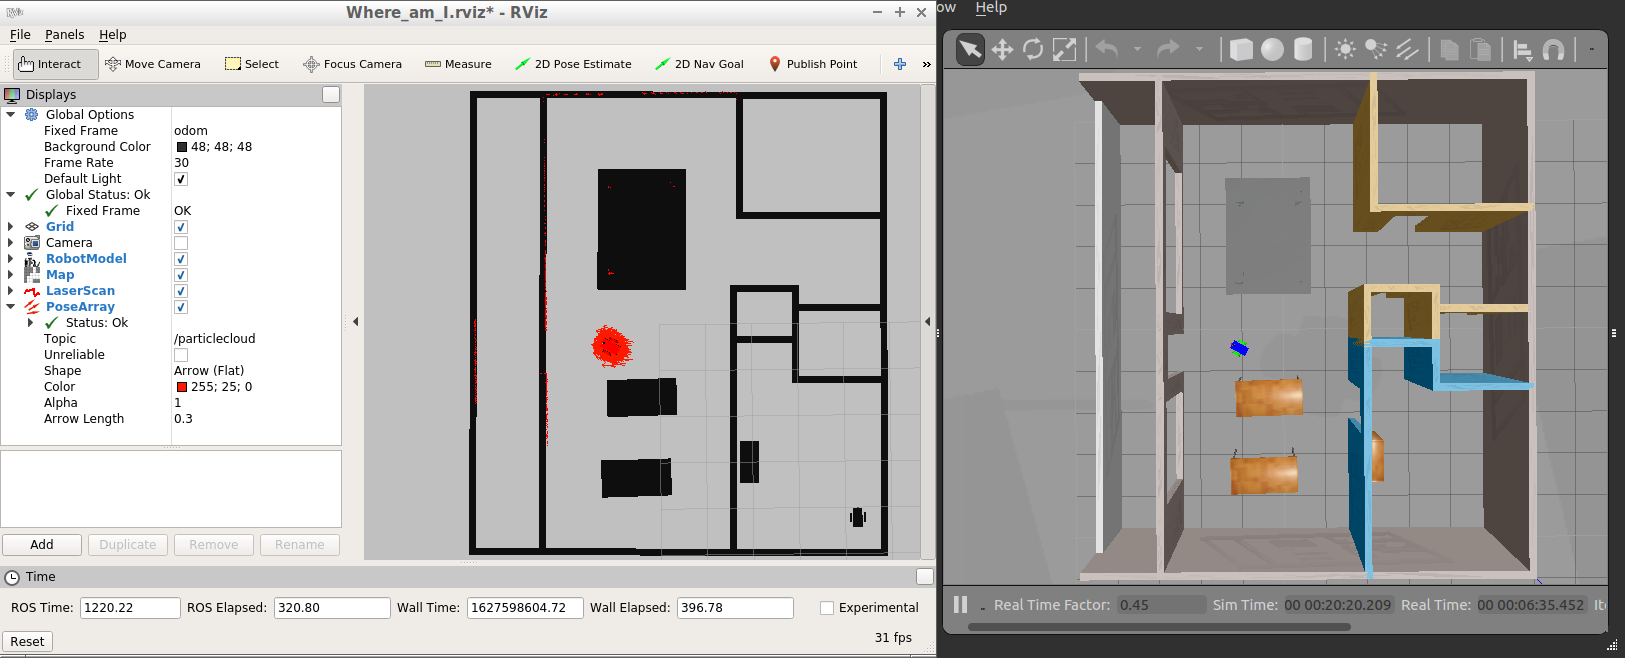 Where_am_I.rviz* - RViz
File Panels Help
Interact Move Camera Select Focus Camera Measure 2D Pose Estimate 2D Nav Goal Publish Point »
Displays
Global Options
Fixed Frame odom
Background Color 48; 48; 48
Frame Rate 30
Default Light
Global Status: Ok
Fixed Frame OK
Grid
Camera
RobotModel
Map
LaserScan
PoseArray
Status: Ok
Topic /particlecloud
Unreliable
Shape Arrow (Flat)
Color 255; 25; 0
Alpha 1
Arrow Length 0.3
Add Duplicate Remove Rename
Time
ROS Time: 1220.22 ROS Elapsed: 320.80 Wall Time: 1627598604.72 Wall Elapsed: 396.78 Experimental
Reset 31 fps
ow Help
Real Time Factor: 0.45 Sim Time: 00 00:20:20.209 Real Time: 00 00:06:35.452 It